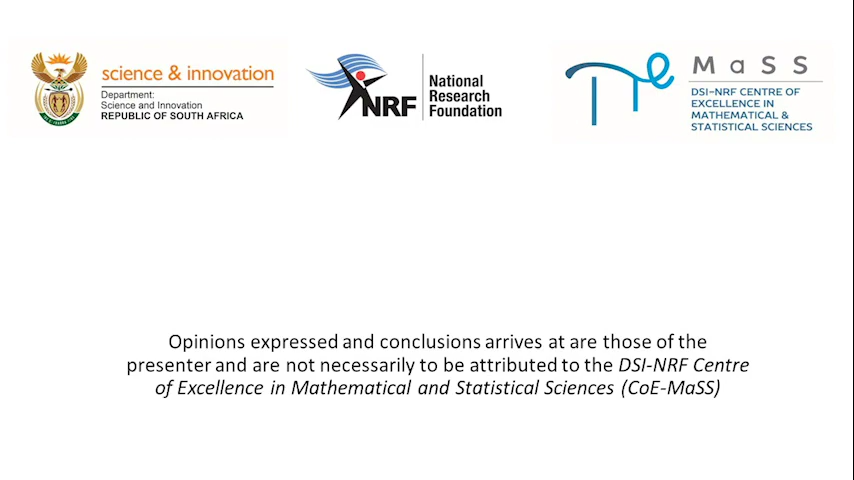 science & innovation
Department:
Science and Innovation
REPUBLIC OF SOUTH AFRICA
NRF
National
Research
Foundation
MaSS
DSI-NRF CENTRE OF
EXCELLENCE IN
MATHEMATICAL &
STATISTICAL SCIENCES
Opinions expressed and conclusions arrives at are those of the
presenter and are not necessarily to be attributed to the DSI-NRF Centre
of Excellence in Mathematical and Statistical Sciences (CoE-MaSS)